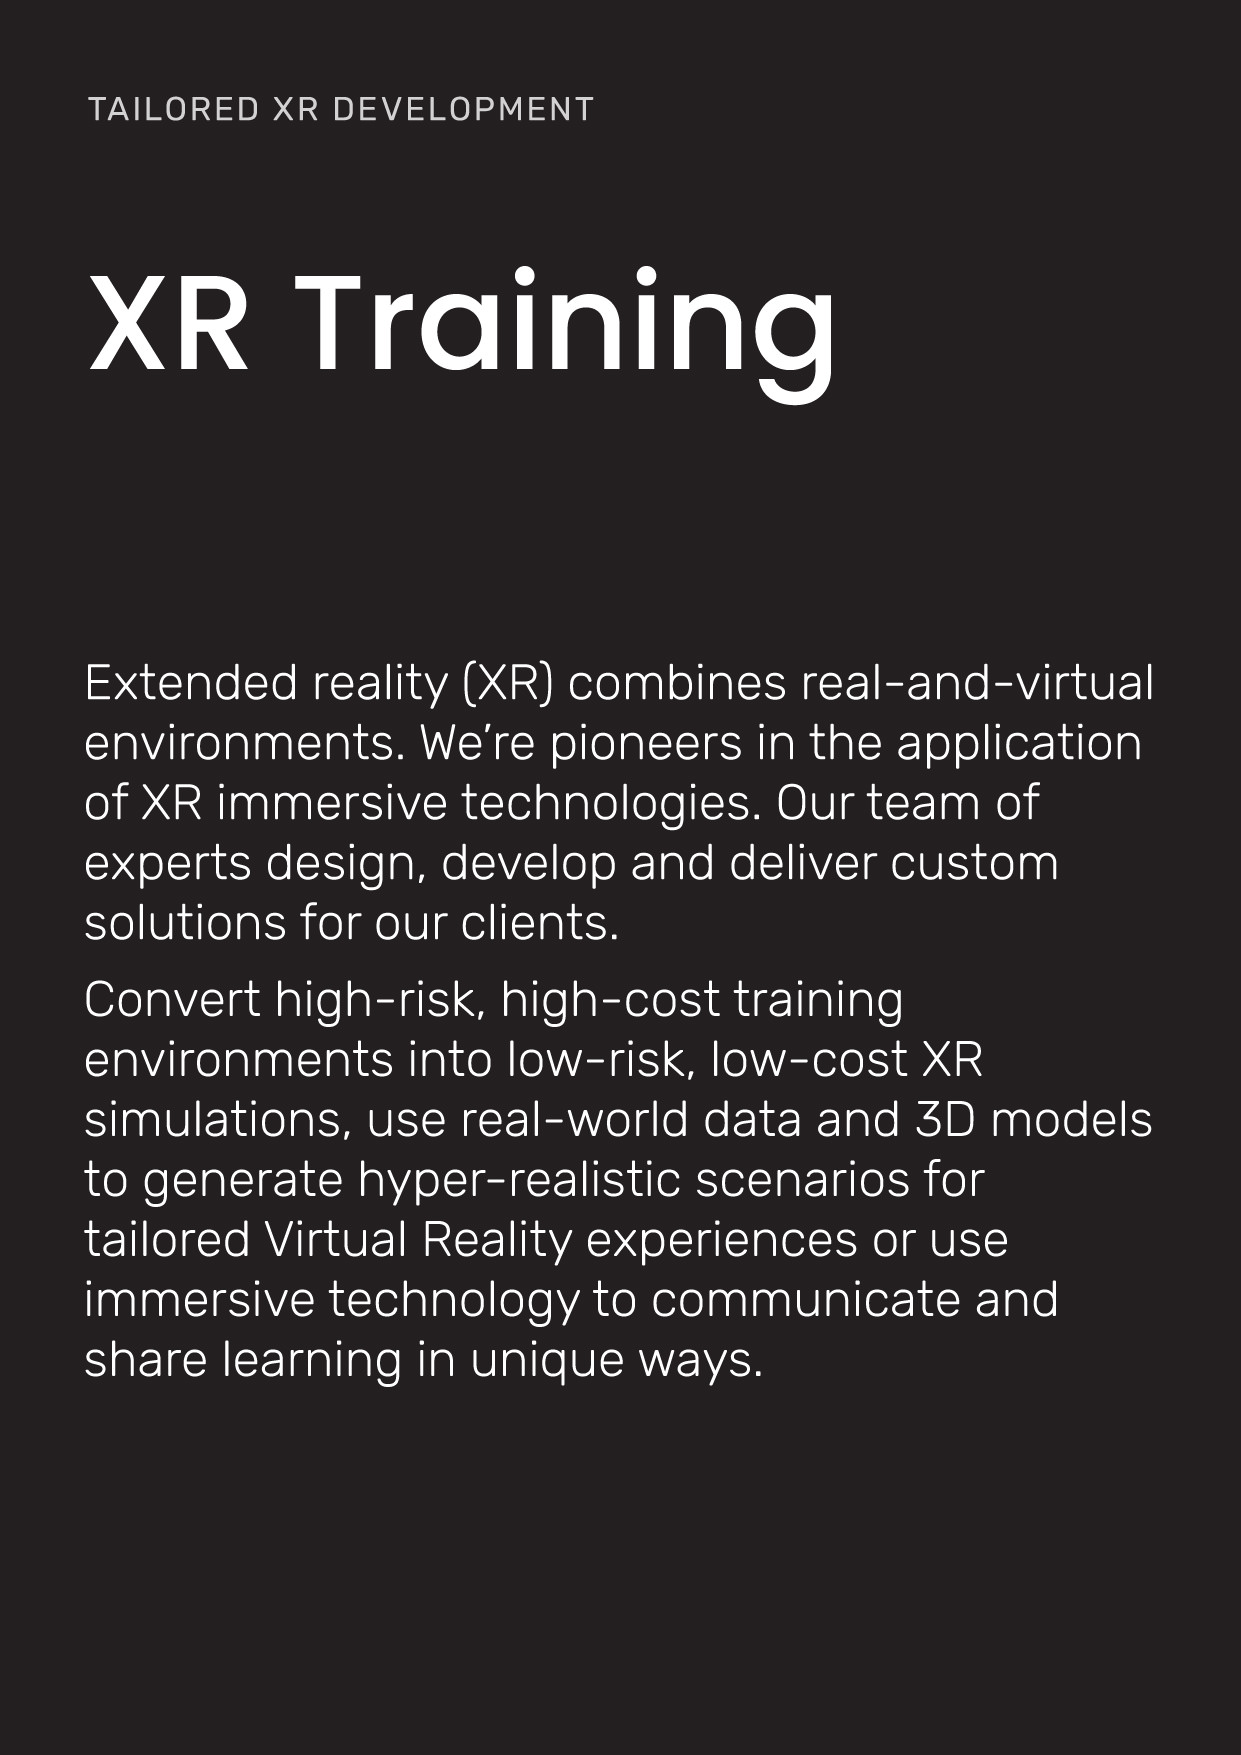 TAILORED XR DEVELOPMENT
XR Training
Extended reality (XR) combines real-and-virtual
environments. We’re pioneers in the application
of XR immersive technologies. Our team of
experts design, develop and deliver custom
solutions for our clients.
Convert high-risk, high-cost training
environments into low-risk, low-cost XR
simulations, use real-world data and 3D models
to generate hyper-realistic scenarios for
tailored Virtual Reality experiences or use
immersive technology to communicate and
share learning in unique ways.